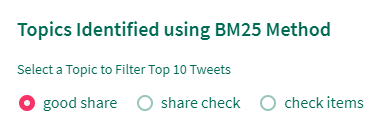 Topics Identified using BM25 Method
Select a Topic to Filter Top 10 Tweets
good share share check check items